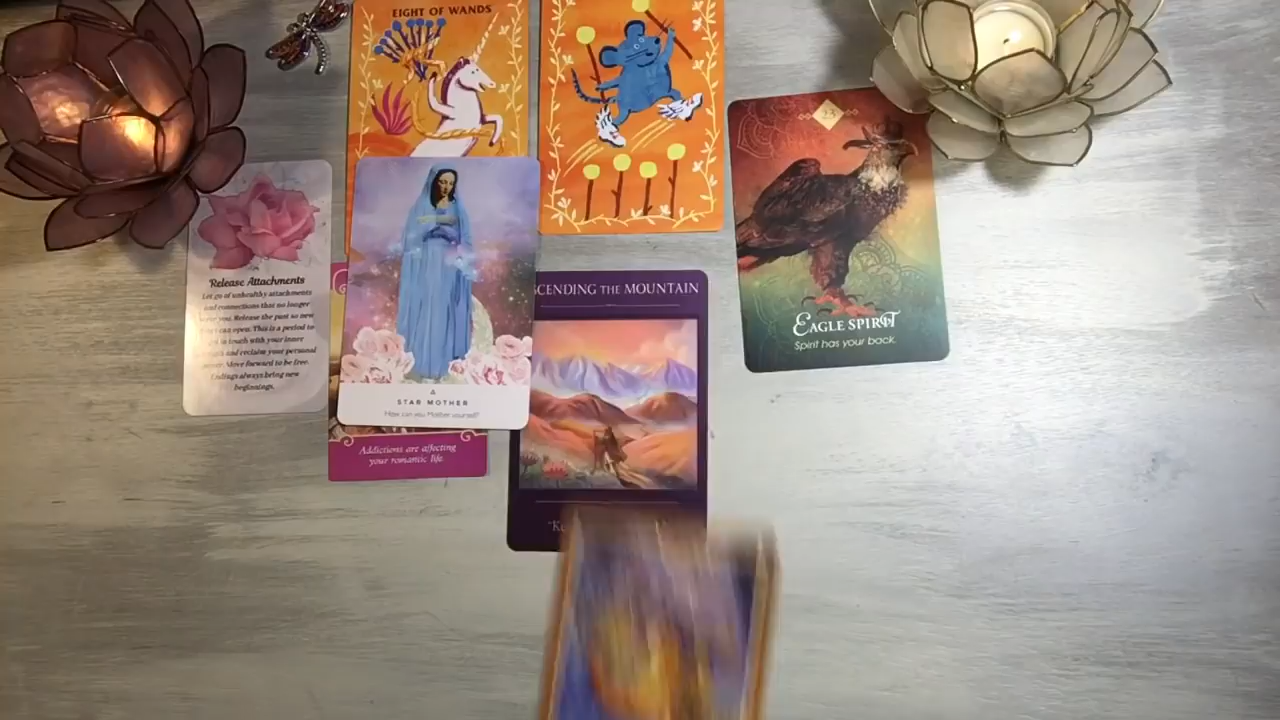 EIGHT OF WANDS
23
Release Attachments
Let go of unhealthy attachments
and connections that no longer
you. Release the past so new
can open. This is a period to
in touch with your inner
and reclaim your personal
Move forward to be free.
Endings always bring new
beginnings.
STAR MOTHER
How can you Mother yourself?
Addictions are affecting
your romantic life.
SCENDING THE MOUNTAIN
"Ke
EAGLE SPIRIT
Spirit has your back.